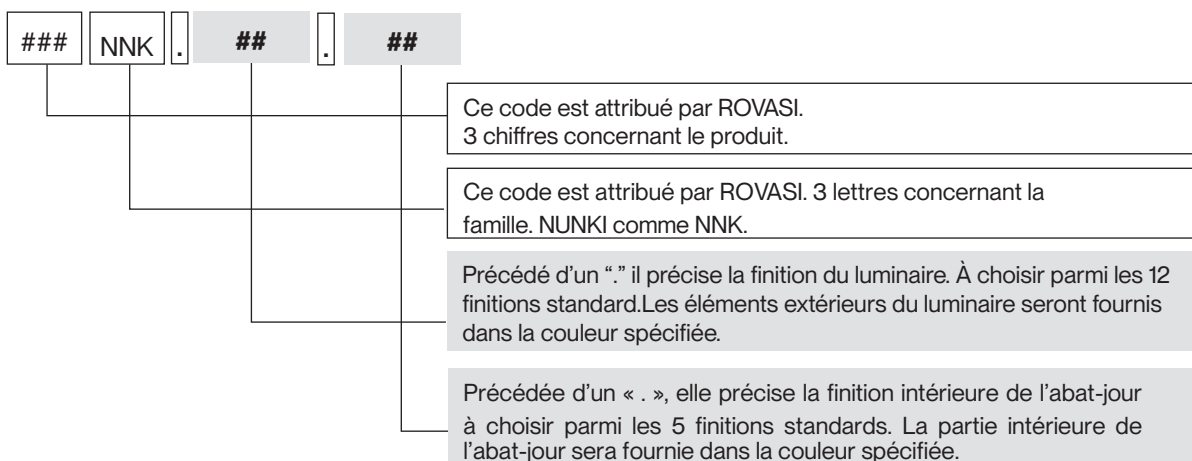 ### NNK . ## . ##
Ce code est attribué par ROVASI.
3 chiffres concernant le produit.
Ce code est attribué par ROVASI. 3 lettres concernant la
famille. NUNKI comme NNK.
Précédé d'un “.” il précise la finition du luminaire. À choisir parmi les 12
finitions standard.Les éléments extérieurs du luminaire seront fournis
dans la couleur spécifiée.
Précédée d'un « . », elle précise la finition intérieure de l'abat-jour
à choisir parmi les 5 finitions standards. La partie intérieure de
l'abat-jour sera fournie dans la couleur spécifiée.